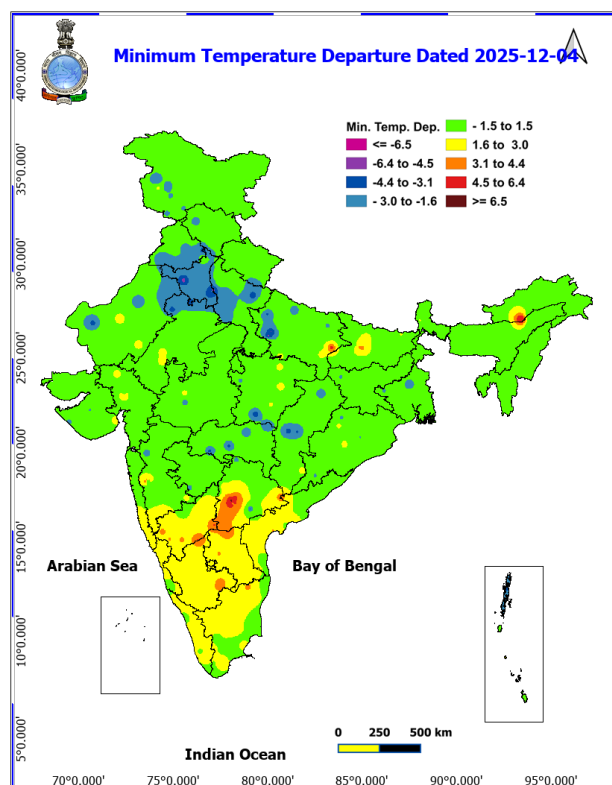 Minimum Temperature Departure Dated 2025-12-04
Min. Temp. Dep.
<= -6.5
-6.4 to -4.5
-4.4 to -3.1
- 3.0 to -1.6
- 1.5 to 1.5
1.6 to 3.0
3.1 to 4.4
4.5 to 6.4
>= 6.5
40°0.000'
35°0.000'
30°0.000'
25°0.000'
20°0.000'
15°0.000'
10°0.000'
5°0.000'
Arabian Sea
Bay of Bengal
Indian Ocean
0 250 500 km
70°0.000' 75°0.000' 80°0.000' 85°0.000' 90°0.000' 95°0.000'